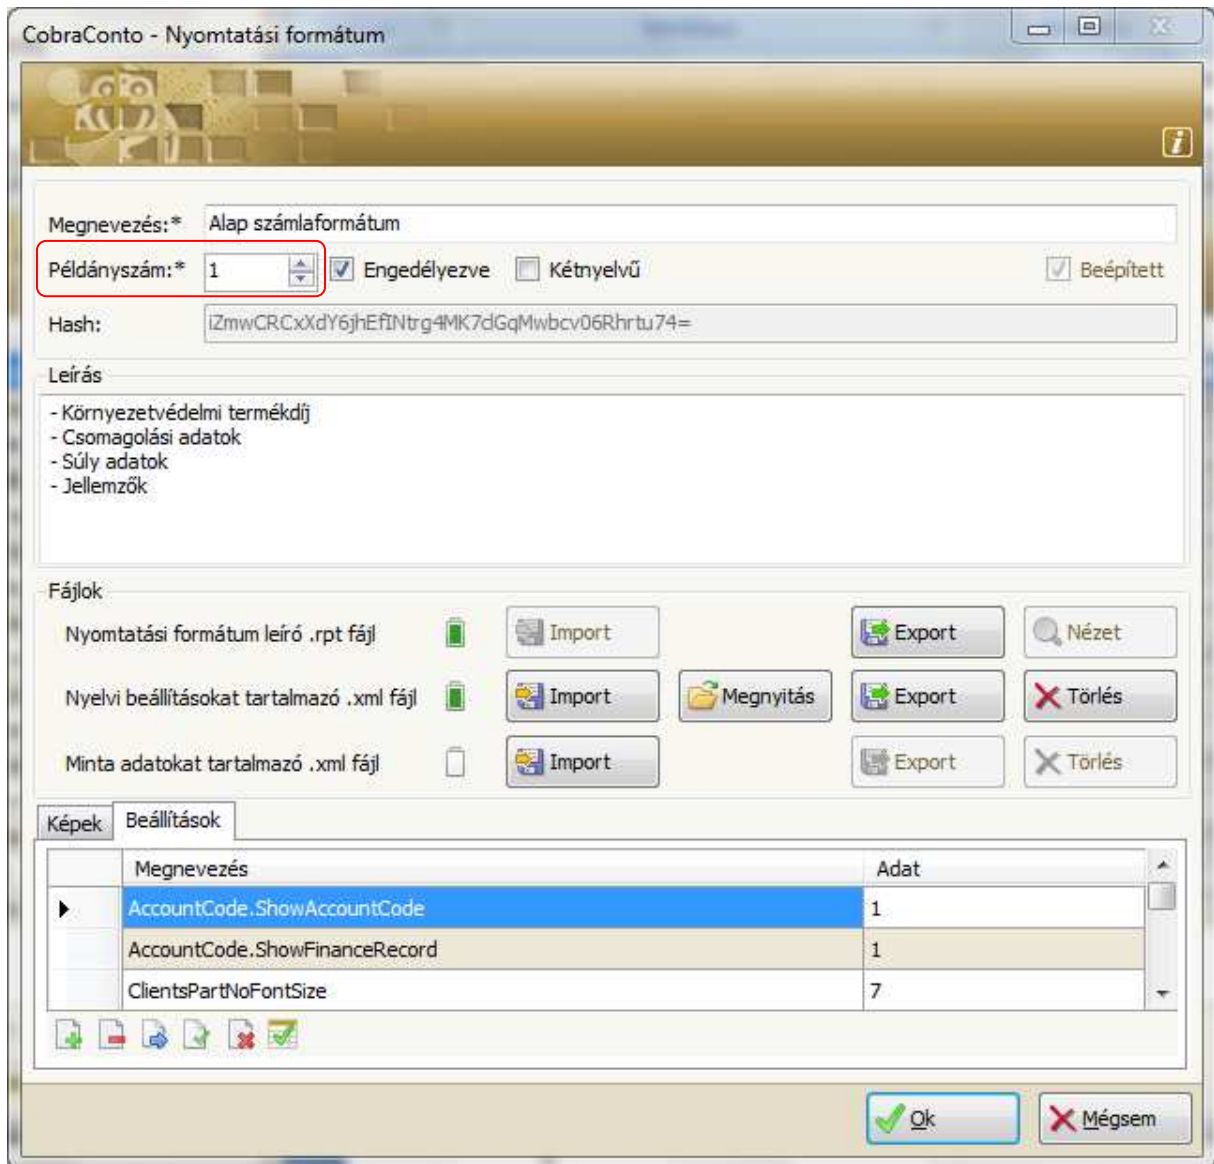 CobraConto - Nyomtatási formátum
Megnevezés:* Alap számlaformátum
Példányszám:* 1 Engedélyezve Kétnyelvű Beépített
Hash: iZmwCRCxXdY6jhEfINtrg4MK7dGqMwbcv06Rhrtu74=
Leírás
- Környezetvédelmi termékdíj
- Csomagolási adatok
- Súly adatok
- Jellemzők
Fájlok
Nyomtatási formátum leíró .rpt fájl Import Export Nézet
Nyelvi beállításokat tartalmazó .xml fájl Import Megnyitás Export Törlés
Minta adatokat tartalmazó .xml fájl Import Export Törlés
Képek Beállítások
Megnevezés Adat
AccountCode.ShowAccountCode 1
AccountCode.ShowFinanceRecord 1
ClientsPartNoFontSize 7
Ok Mégsem